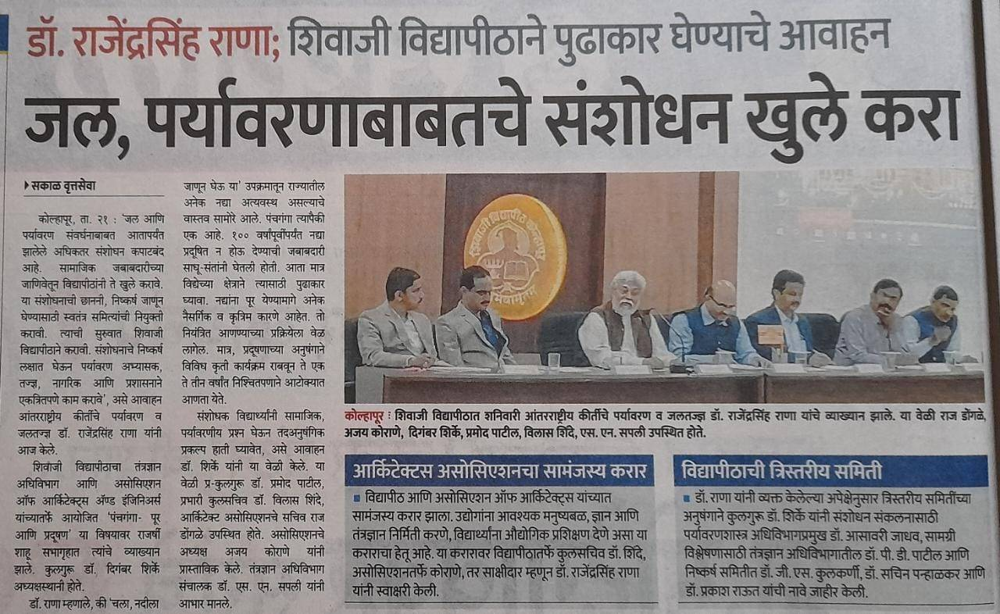 डॉ. राजेंद्रसिंह राणा; शिवाजी विद्यापीठाने पुढाकार घेण्याचे आवाहन
जल, पर्यावरणाबाबतचे संशोधन खुले करा
सकाळ वृत्तसेवा
कोल्हापूर, ता. २१ : ‘जल आणि
पर्यावरण संवर्धनाबाबत आतापर्यंत
झालेले अधिकतर संशोधन कपाटबंद
आहे. सामाजिक जबाबदारीच्या
जाणिवेतून विद्यापीठांनी ते खुले करावे.
या संशोधनाची छाननी, निष्कर्ष जाणून
घेण्यासाठी स्वतंत्र समित्यांची नियुक्ती
करावी. त्याची सुरुवात शिवाजी
विद्यापीठाने करावी. संशोधनाचे निष्कर्ष
लक्षात घेऊन पर्यावरण अभ्यासक,
तज्ज्ञ, नागरिक आणि प्रशासनाने
एकत्रितपणे काम करावे’, असे आवाहन
आंतरराष्ट्रीय कीर्तीचे पर्यावरण व
जलतज्ज्ञ डॉ. राजेंद्रसिंह राणा यांनी
आज केले.
शिवाजी विद्यापीठाचा तंत्रज्ञान
अधिविभाग आणि असोसिएशन
ऑफ आर्किटेक्ट्स अ‍ॅण्ड इंजिनिअर्स
यांच्यातर्फे आयोजित ‘पंचगंगा- पूर
आणि प्रदूषण’ या विषयावर राजर्षी
शाहू सभागृहात त्यांचे व्याख्यान
झाले. कुलगुरू डॉ. दिगंबर शिर्के
अध्यक्षस्थानी होते.
डॉ. राणा म्हणाले, की ‘चला, नदीला
जाणून घेऊ या’ उपक्रमातून राज्यातील
अनेक नद्या अत्यवस्थ असल्याचे
वास्तव सामोरे आले. पंचगंगा त्यापैकी
एक आहे. १०० वर्षांपूर्वीपर्यंत नद्या
प्रदूषित न होऊ देण्याची जबाबदारी
साधू-संतांनी घेतली होती. आता मात्र
विद्येच्या क्षेत्राने त्यासाठी पुढाकार
घ्यावा. नद्यांना पूर येण्यामागे अनेक
नैसर्गिक व कृत्रिम कारणे आहेत. तो
नियंत्रित आणण्याच्या प्रक्रियेला वेळ
लागेल. मात्र, प्रदूषणाच्या अनुषंगाने
विविध कृती कार्यक्रम राबवून ते एक
ते तीन वर्षांत निश्चितपणाने आटोक्यात
आणता येते.
संशोधक विद्यार्थ्यांनी सामाजिक,
पर्यावरणीय प्रश्न घेऊन तदअनुषंगिक
प्रकल्प हाती घ्यावेत, असे आवाहन
डॉ. शिर्के यांनी या वेळी केले. या
वेळी प्र-कुलगुरू डॉ. प्रमोद पाटील,
प्रभारी कुलसचिव डॉ. विलास शिंदे,
आर्किटेक्ट असोसिएशनचे सचिव राज
डोंगळे उपस्थित होते. असोसिएशनचे
अध्यक्ष अजय कोराणे यांनी
प्रास्ताविक केले. तंत्रज्ञान अधिविभाग
संचालक डॉ. एस. एन. सपली यांनी
आभार मानले.
शिवाजी विद्यापीठ कोल्हापूर
कोल्हापूर : शिवाजी विद्यापीठात शनिवारी आंतरराष्ट्रीय कीर्तीचे पर्यावरण व जलतज्ज्ञ डॉ. राजेंद्रसिंह राणा यांचे व्याख्यान झाले. या वेळी राज डोंगळे,
अजय कोराणे, दिगंबर शिर्के, प्रमोद पाटील, विलास शिंदे, एस. एन. सपली उपस्थित होते.
आर्किटेक्टस असोसिएशनचा सामंजस्य करार
विद्यापीठ आणि असोसिएशन ऑफ आर्किटेक्ट्स यांच्यात
सामंजस्य करार झाला. उद्योगांना आवश्यक मनुष्यबळ, ज्ञान आणि
तंत्रज्ञान निर्मिती करणे, विद्यार्थ्यांना औद्योगिक प्रशिक्षण देणे असा या
कराराचा हेतू आहे. या करारावर विद्यापीठातर्फे कुलसचिव डॉ. शिंदे,
असोसिएशनतर्फे कोराणे, तर साक्षीदार म्हणून डॉ. राजेंद्रसिंह राणा
यांनी स्वाक्षरी केली.
विद्यापीठाची त्रिस्तरीय समिती
डॉ. राणा यांनी व्यक्त केलेल्या अपेक्षेनुसार त्रिस्तरीय समितींच्या
अनुषंगाने कुलगुरू डॉ. शिर्के यांनी संशोधन संकलनासाठी
पर्यावरणशास्त्र अधिविभागप्रमुख डॉ. आसावरी जाधव, सामग्री
विश्लेषणासाठी तंत्रज्ञान अधिविभागातील डॉ. पी. डी. पाटील आणि
निष्कर्ष समितीत डॉ. जी. एस. कुलकर्णी, डॉ. सचिन पन्हाळकर आणि
डॉ. प्रकाश राऊत यांची नावे जाहीर केली.